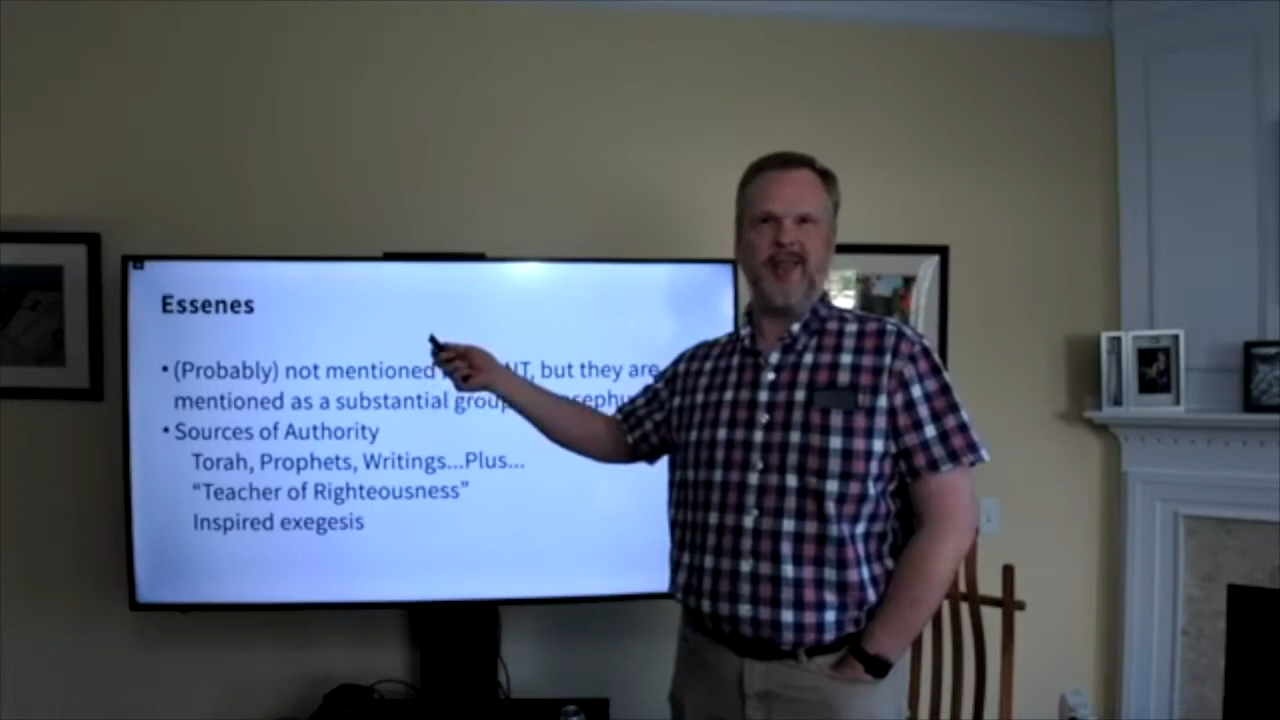 Essenes
• (Probably) not mentioned NT, but they are
mentioned as a substantial group
• Sources of Authority
Torah, Prophets, Writings...Plus...
“Teacher of Righteousness”
Inspired exegesis